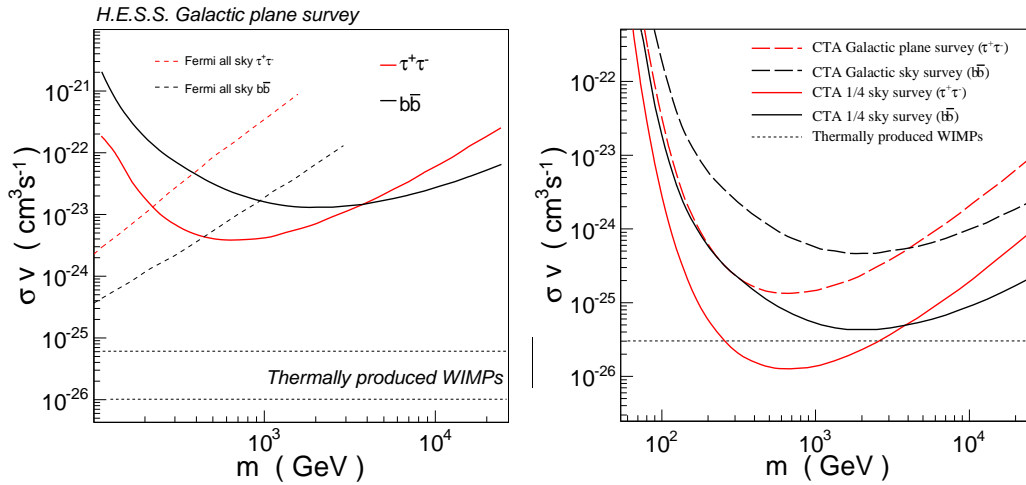 H.E.S.S. Galactic plane survey
Fermi all sky τ⁺τ⁻
Fermi all sky bb̅
τ⁺τ⁻
bb̅
10⁻²¹
10⁻²²
10⁻²³
10⁻²⁴
10⁻²⁵
10⁻²⁶
σ v ( cm³s⁻¹ )
Thermally produced WIMPs
10³
10⁴
m ( GeV )
CTA Galactic plane survey (τ⁺τ⁻)
CTA Galactic sky survey (bb̅)
CTA 1/4 sky survey (τ⁺τ⁻)
CTA 1/4 sky survey (bb̅)
Thermally produced WIMPs
10⁻²²
10⁻²³
10⁻²⁴
10⁻²⁵
10⁻²⁶
σ v ( cm³s⁻¹ )
10²
10³
10⁴
m ( GeV )